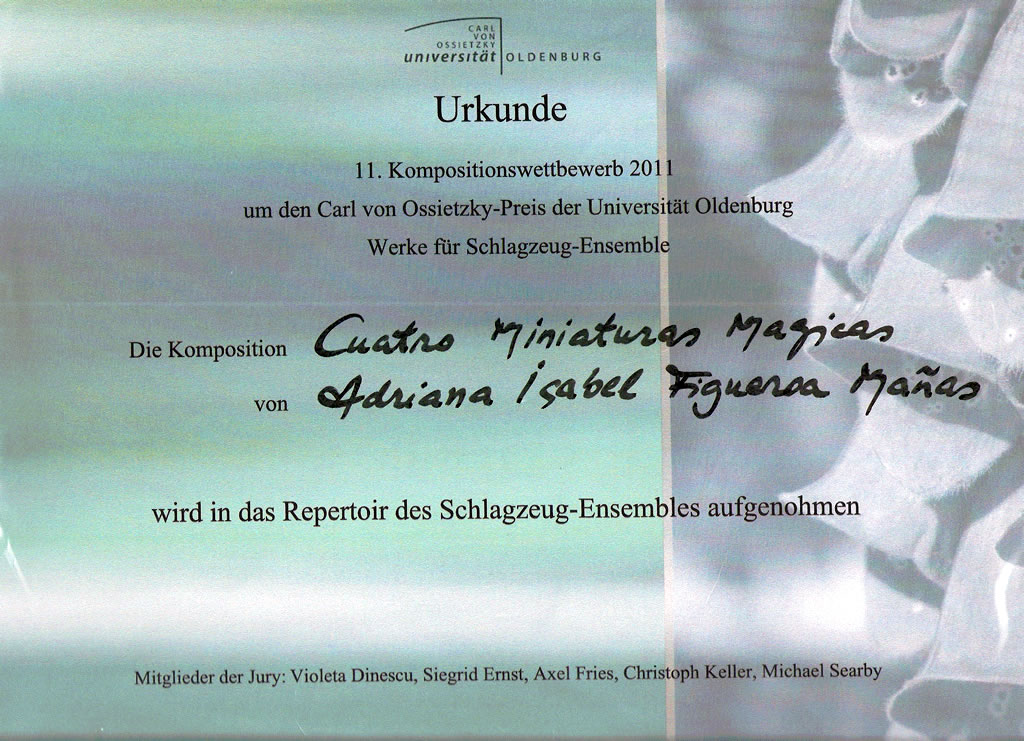 CARL
VON
OSSIETZKY
universität OLDENBURG
Urkunde
11. Kompositionswettbewerb 2011
um den Carl von Ossietzky-Preis der Universität Oldenburg
Werke für Schlagzeug-Ensemble
Die Komposition Cuatro Miniaturas Magicas
von Adriana Isabel Figueroa Mañas
wird in das Repertoir des Schlagzeug-Ensembles aufgenohmen
Mitglieder der Jury: Violeta Dinescu, Siegrid Ernst, Axel Fries, Christoph Keller, Michael Searby